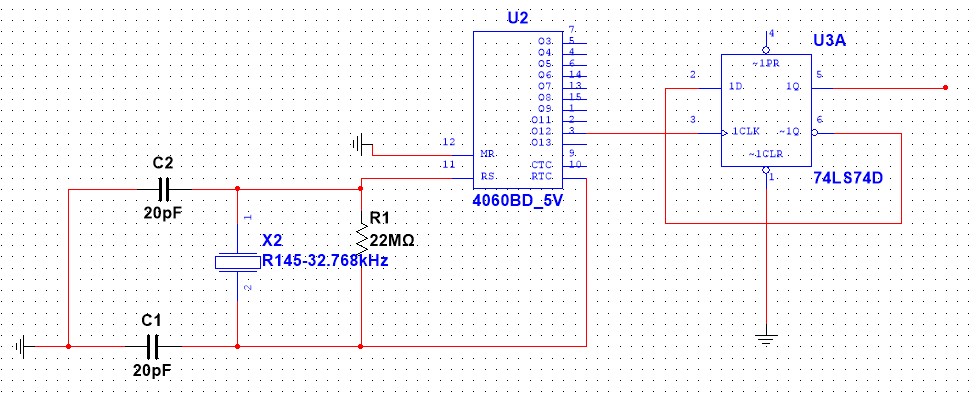 U2
7
O3 5
O4 4
O5 6
O6 14
O7 13
O8 15
O9 1
O11 2
O12 3
O13
9
CTC 10
RTC
12
MR
11
RS
4060BD_5V
U3A
4
~1PR
2
1D
1Q
5
3
1CLK
~1Q
6
~1CLR
1
74LS74D
C2
20pF
R1
22MΩ
1
X2
R145-32.768kHz
2
C1
20pF